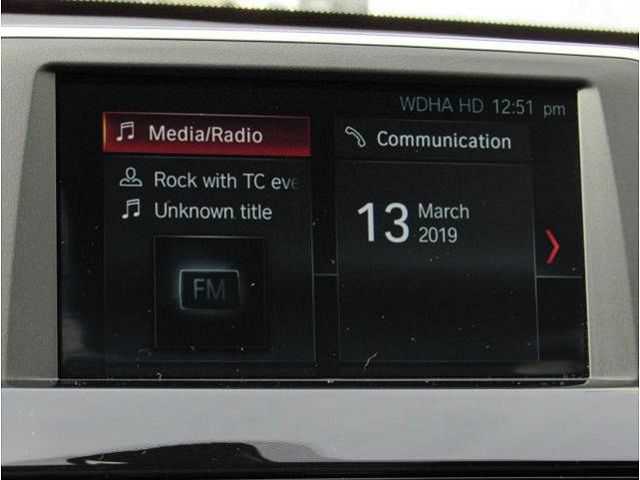 WDHA HD 12:51 pm
Media/Radio
Communication
Rock with TC eve
Unknown title
13 March
2019
FM